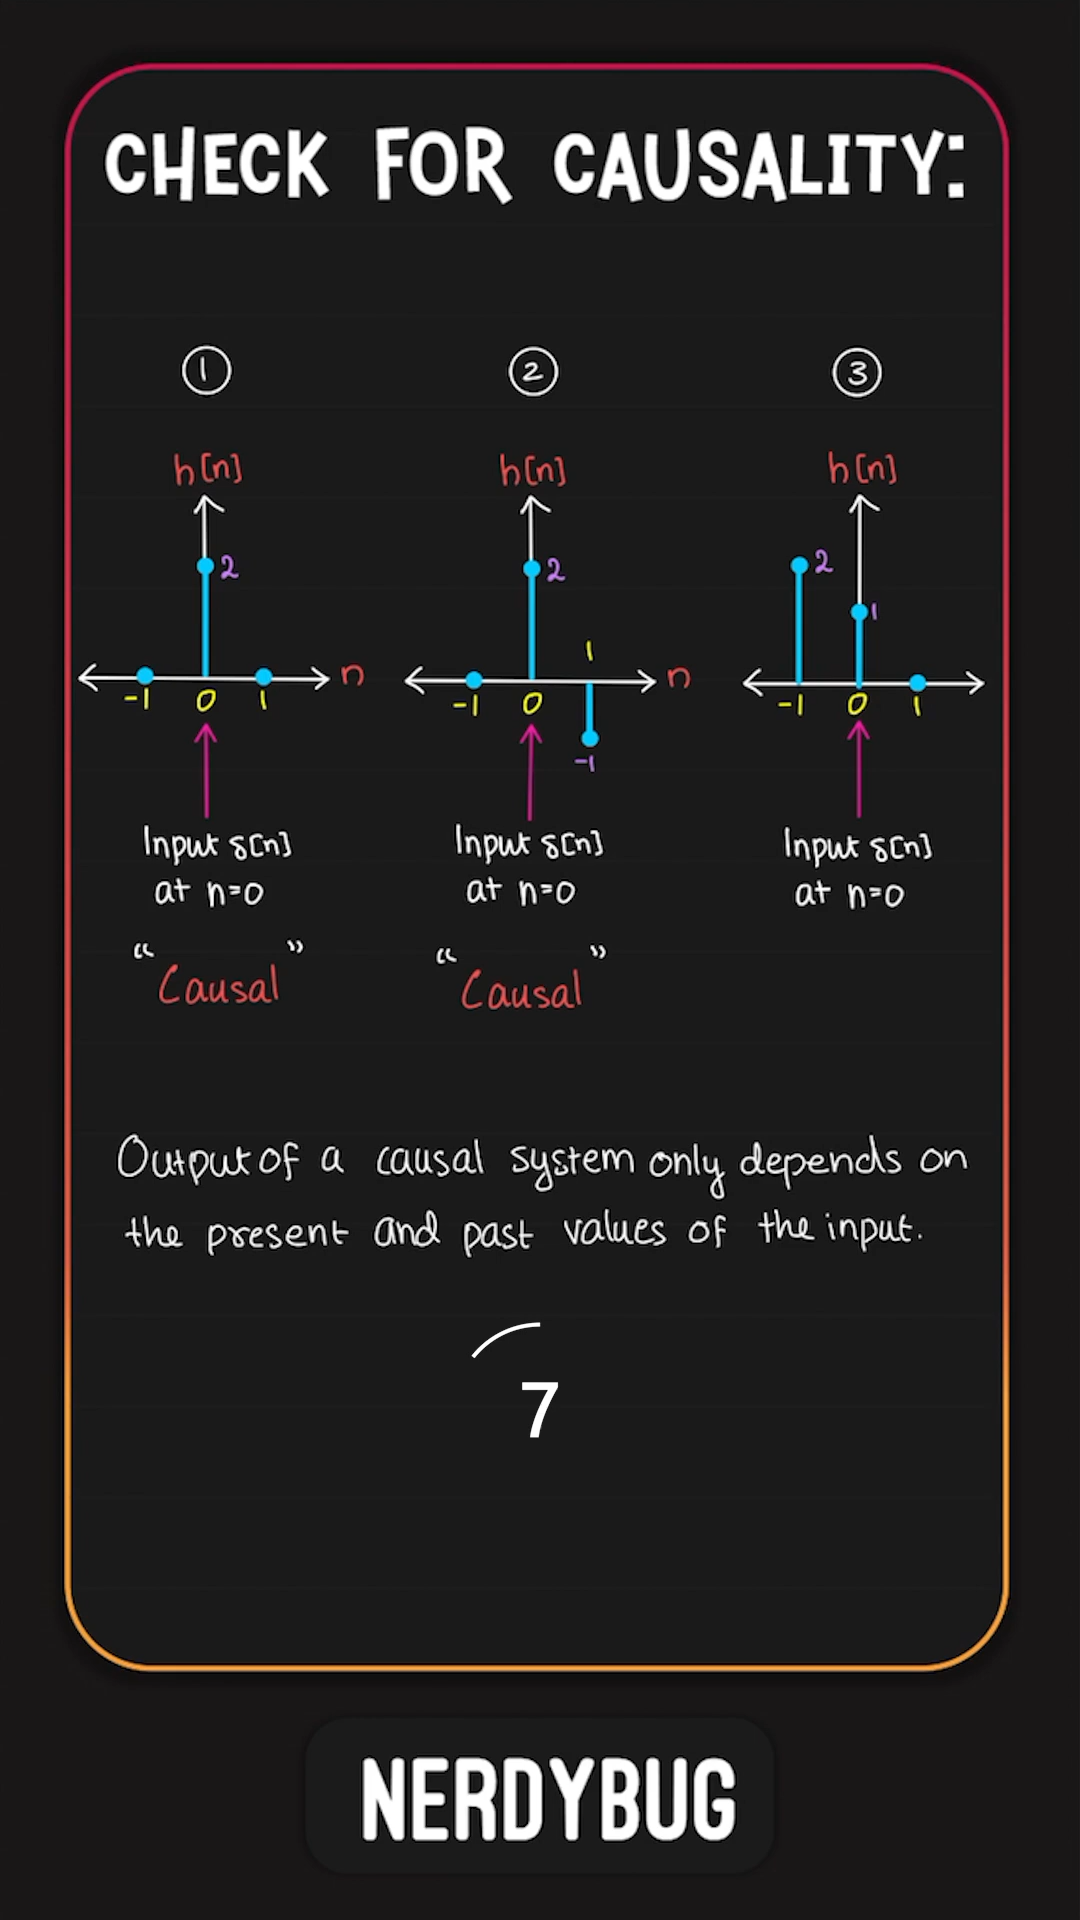 CHECK FOR CAUSALITY:
1 2 3
h[n] h[n] h[n]
2 2 2 1
-1 0 1 n -1 0 1 n -1 0 1
-1
Input δ[n] Input δ[n] Input δ[n]
at n=0 at n=0 at n=0
“Causal” “Causal”
Output of a causal system only depends on
the present and past values of the input.
7
NERDYBUG